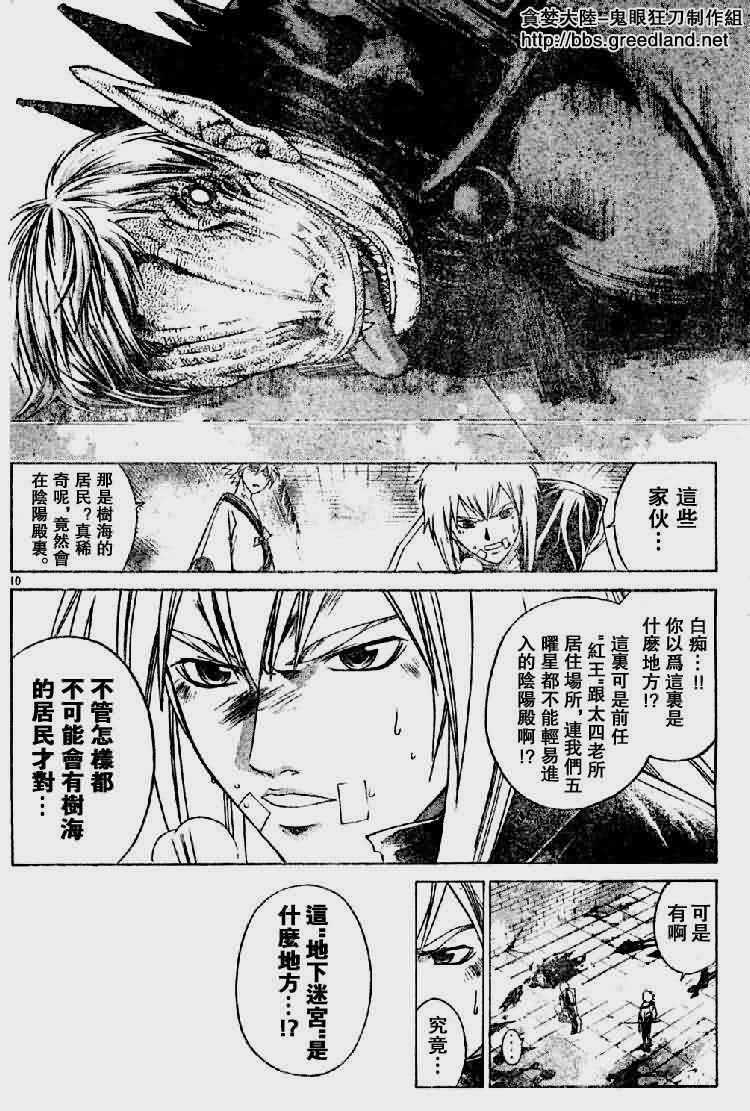 貪婪大陸-鬼眼狂刀制作組
http://bbs.greedland.net
這些
家伙…
那是樹海的
居民？真稀
奇呢，竟然會
在陰陽殿裏。
10
白痴…!!
你以爲這裏是
什麼地方!?
這裏可是前任
"紅王"跟太四老所
居住場所，連我們五
曜星都不能輕易進
入的陰陽殿啊!?
不管怎樣都
不可能會有樹海
的居民才對…
可是
有啊
…
究竟…
這"地下迷宮"是
什麼地方…!?